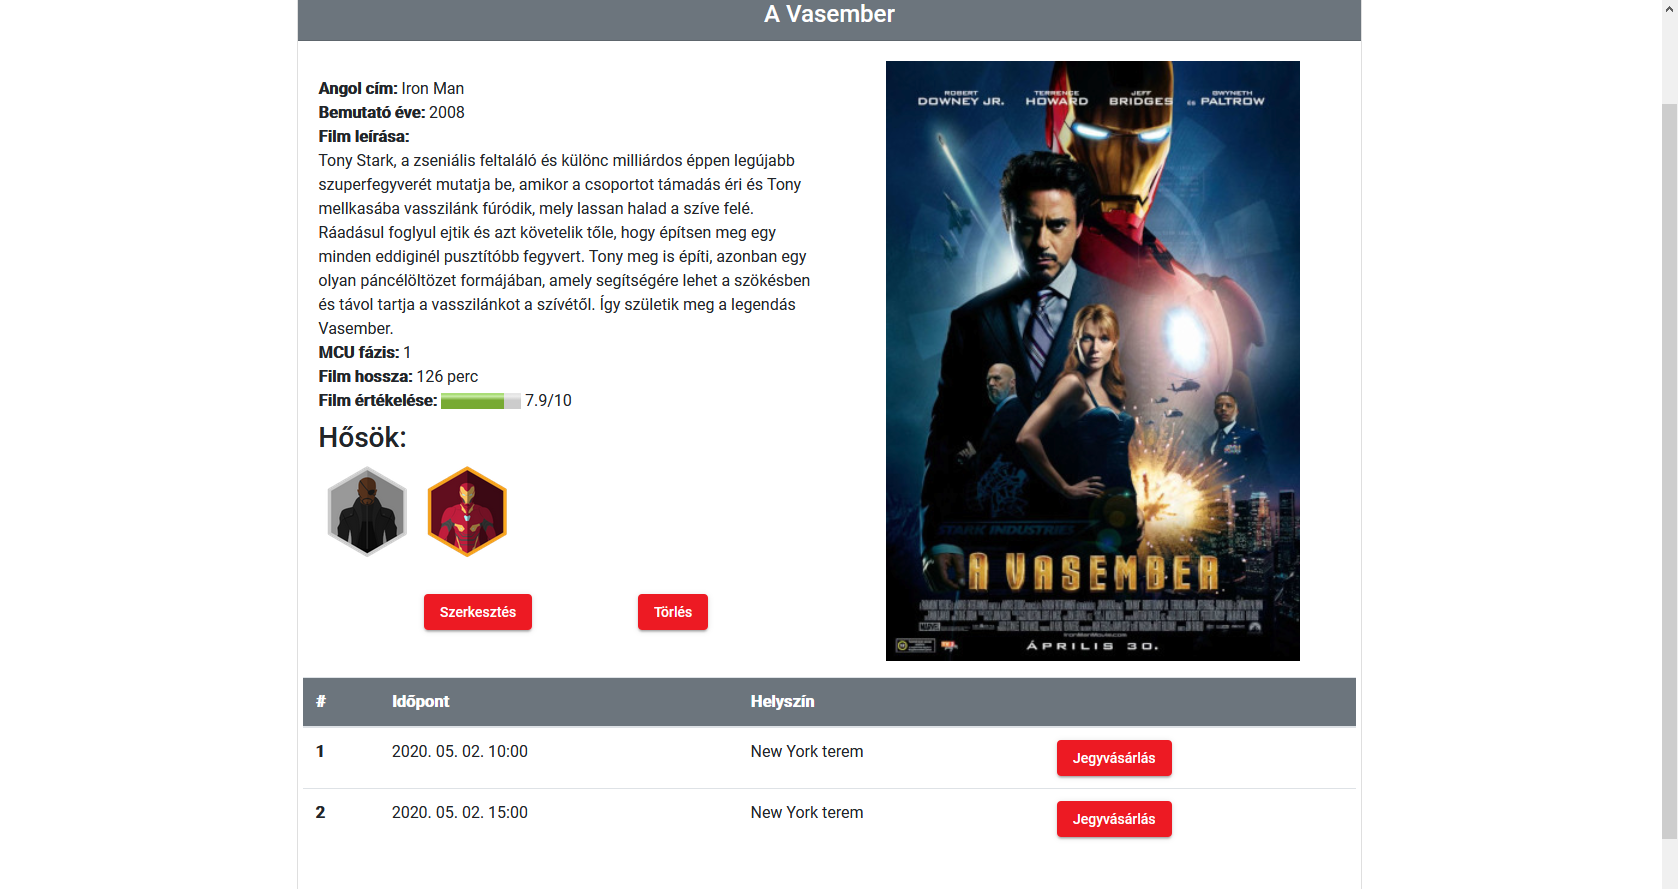 A Vasember
Angol cím: Iron Man
Bemutató éve: 2008
Film leírása:
Tony Stark, a zseniális feltaláló és különc milliárdos éppen legújabb
szuperfegyverét mutatja be, amikor a csoportot támadás éri és Tony
mellkasába vasszilánk fúródik, mely lassan halad a szíve felé.
Ráadásul foglyul ejtik és azt követelik tőle, hogy építsen meg egy
minden eddiginél pusztítóbb fegyvert. Tony meg is építi, azonban egy
olyan páncélöltözet formájában, amely segítségére lehet a szökésben
és távol tartja a vasszilánkot a szívétől. Így születik meg a legendás
Vasember.
MCU fázis: 1
Film hossza: 126 perc
Film értékelése: 7.9/10
Hősök:
Szerkesztés Törlés
ROBERT DOWNEY JR.
TERRENCE HOWARD
JEFF BRIDGES
és GWYNETH PALTROW
STARK INDUSTRIES
A VASEMBER
MARVEL
ÁPRILIS 30.
# Időpont Helyszín
1 2020. 05. 02. 10:00 New York terem Jegyvásárlás
2 2020. 05. 02. 15:00 New York terem Jegyvásárlás